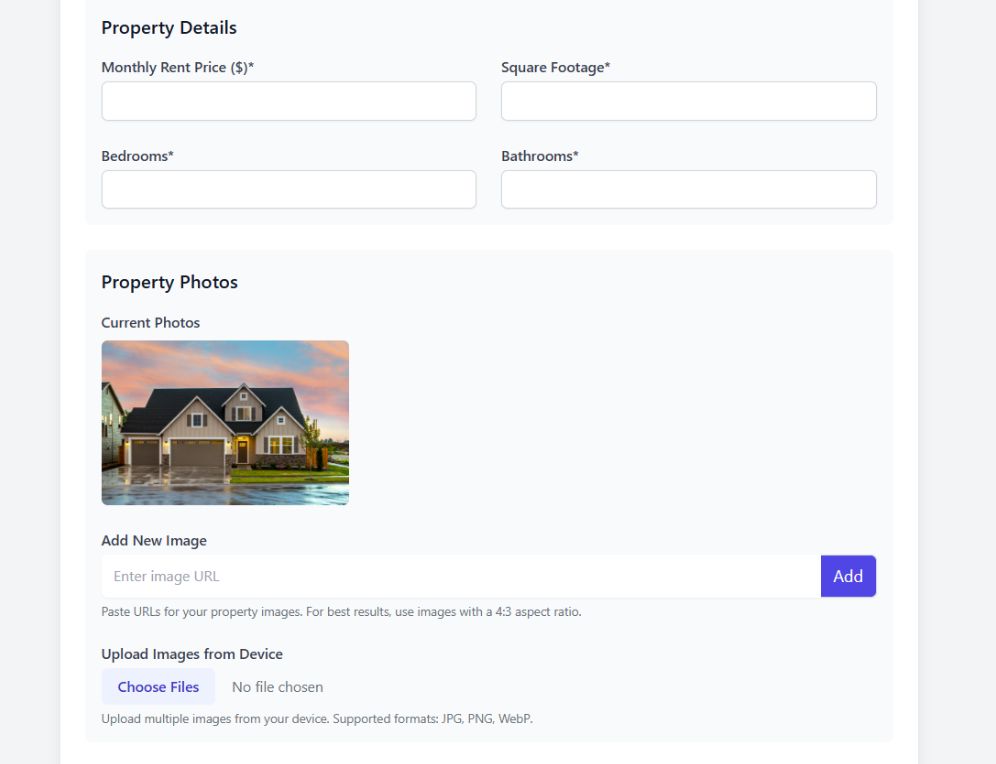 Property Details
Monthly Rent Price ($)* Square Footage*
Bedrooms* Bathrooms*
Property Photos
Current Photos
Add New Image
Enter image URL Add
Paste URLs for your property images. For best results, use images with a 4:3 aspect ratio.
Upload Images from Device
Choose Files No file chosen
Upload multiple images from your device. Supported formats: JPG, PNG, WebP.